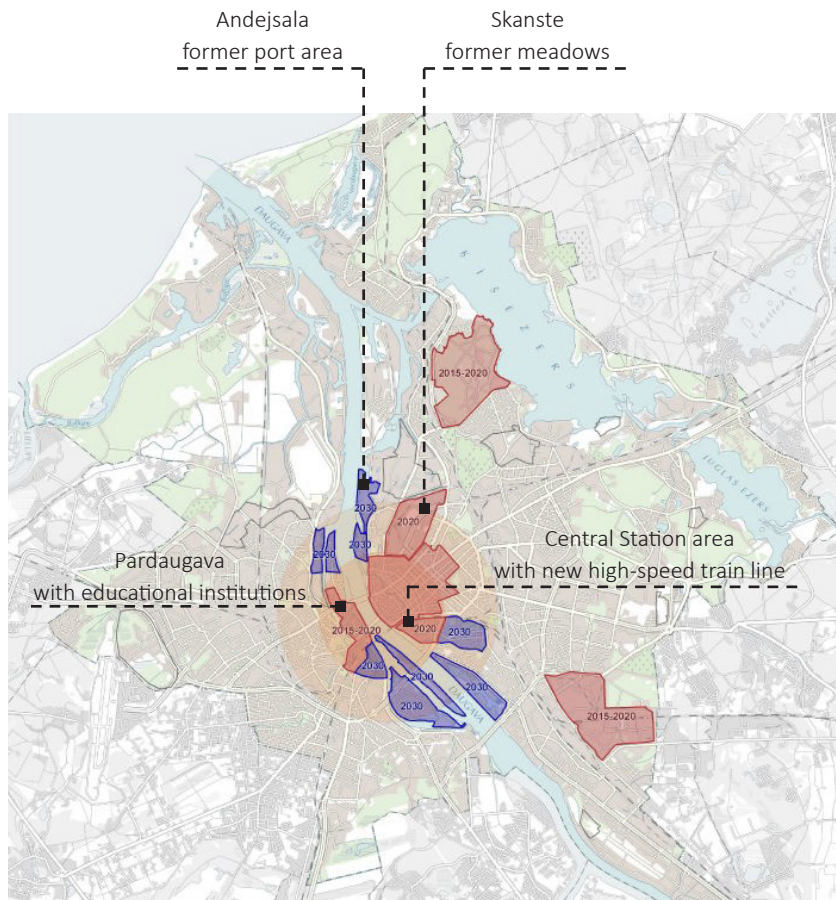 Andejsala
former port area
Skanste
former meadows
DAUGAVA
KISEZERS
2015-2020
JUGLAS EZERS
2030
2020
2030
2030
Pardaugava
with educational institutions
Central Station area
with new high-speed train line
2015-2020
2020
2030
2030
2030
2030
DAUGAVA
2015-2020